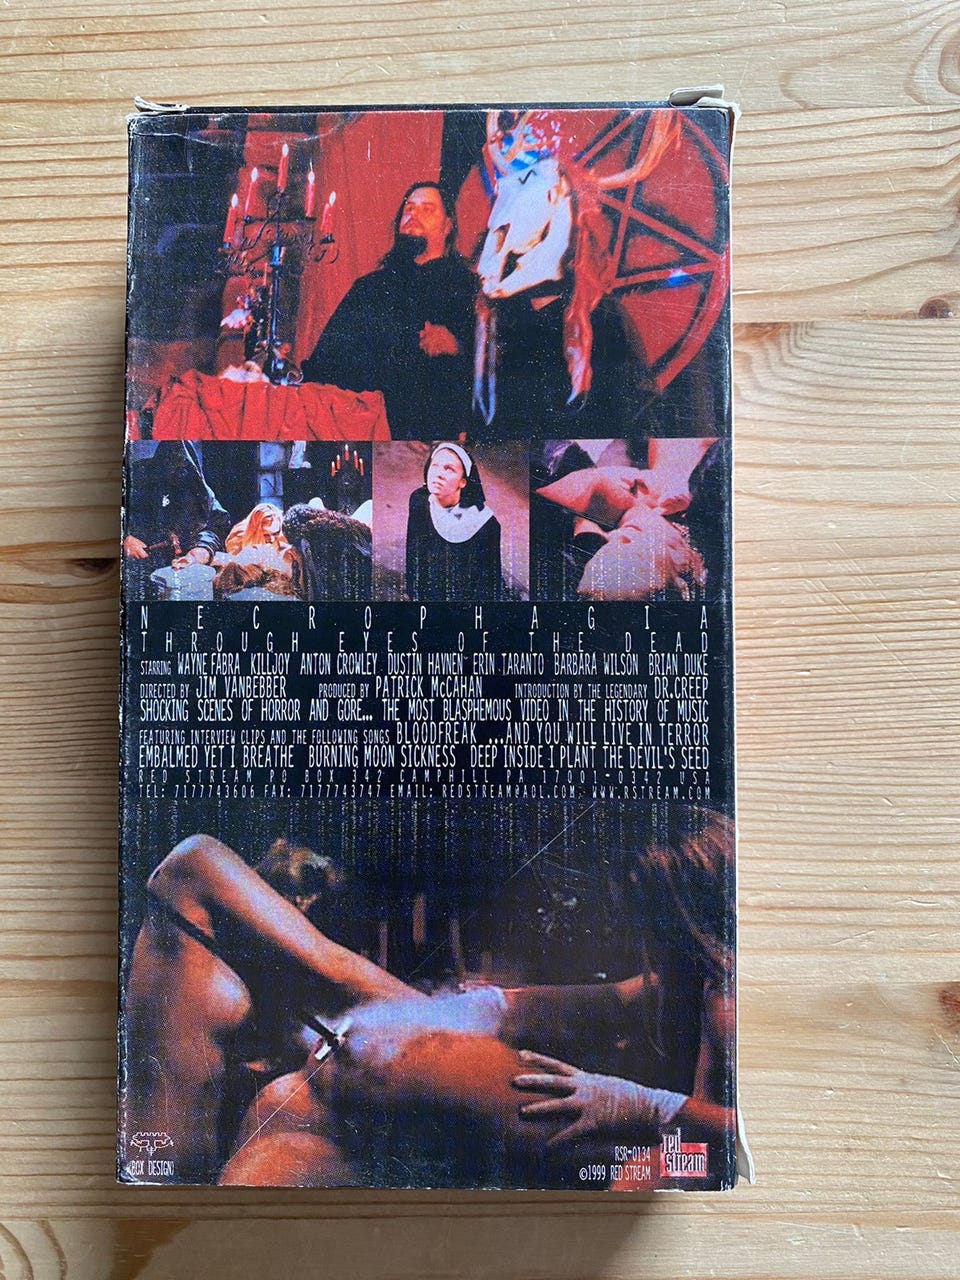 NECROPHAGIA
THROUGH EYES OF THE DEAD
STARRING WAYNE FABRA KILLJOY ANTON CROWLEY DUSTIN HAVNEN ERIN TARANTO BARBARA WILSON BRIAN DUKE
DIRECTED BY JIM VANBEBBER PRODUCED BY PATRICK McCAHAN INTRODUCTION BY THE LEGENDARY DR.CREEP
SHOCKING SCENES OF HORROR AND GORE... THE MOST BLASPHEMOUS VIDEO IN THE HISTORY OF MUSIC
FEATURING INTERVIEW CLIPS AND THE FOLLOWING SONGS BLOODFREAK ...AND YOU WILL LIVE IN TERROR
EMBALMED YET I BREATHE BURNING MOON SICKNESS DEEP INSIDE I PLANT THE DEVIL'S SEED
RED STREAM PO BOX 342 CAMPHILL PA 17001-0342 USA
TEL: 7177743606 FAX: 7177743747 EMAIL: REDSTREAM@AOL.COM. WWW.RSTREAM.COM
(BOX DESIGN)
RSR-0134
©1999 RED STREAM
red
stream